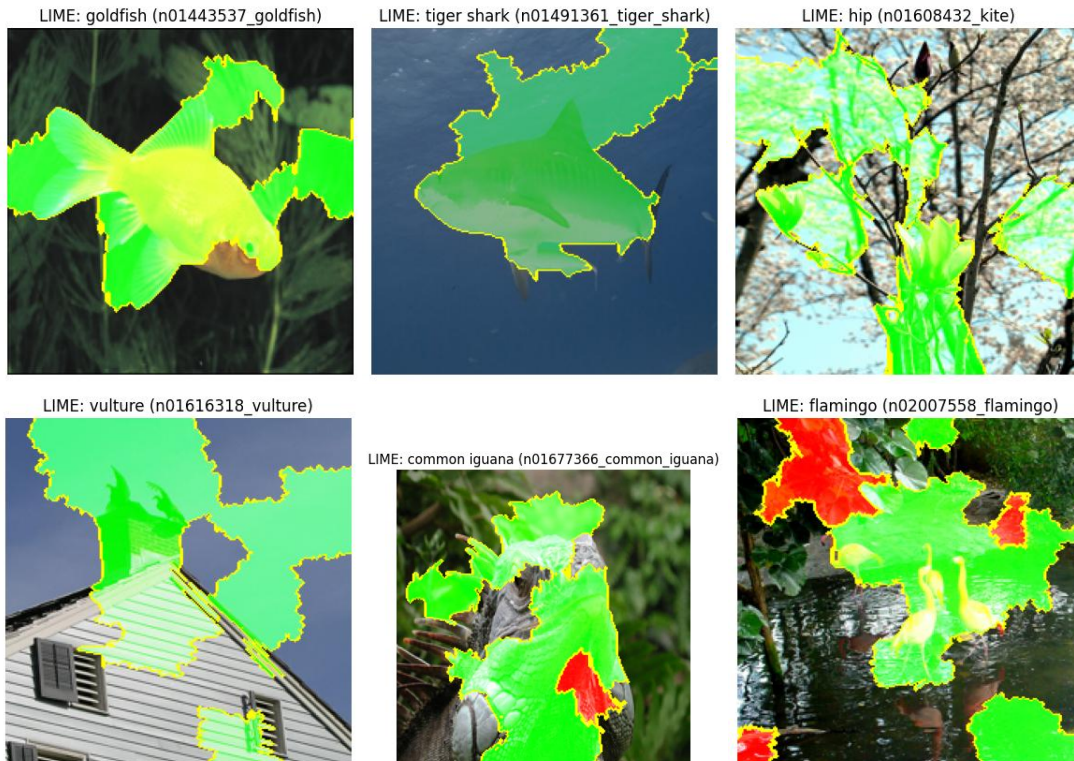 LIME: goldfish (n01443537_goldfish)
LIME: tiger shark (n01491361_tiger_shark)
LIME: hip (n01608432_kite)
LIME: vulture (n01616318_vulture)
LIME: common iguana (n01677366_common_iguana)
LIME: flamingo (n02007558_flamingo)